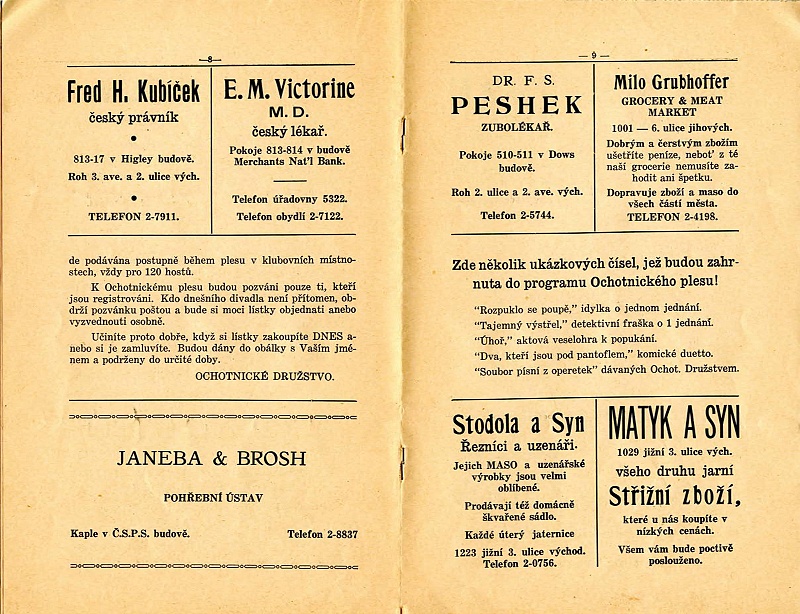 —8—
Fred H. Kubíček
český právník
•
813-17 v Higley budově.
Roh 3. ave. a 2. ulice vých.
•
TELEFON 2-7911.
E. M. Victorine
M. D.
český lékař.
Pokoje 813-814 v budově
Merchants Nat'l Bank.
Telefon úřadovny 5322.
Telefon obydlí 2-7122.
de podávána postupně během plesu v klubovních místno-
stech, vždy pro 120 hostů.
K Ochotnickému plesu budou pozváni pouze ti, kteří
jsou registrováni. Kdo dnešního divadla není přítomen, ob-
drží pozvánku poštou a bude si moci lístky objednati anebo
vyzvednouti osobně.
Učiníte proto dobře, když si lístky zakoupíte DNES a-
nebo si je zamluvíte. Budou dány do obálky s Vaším jmé-
nem a podrženy do určité doby.
OCHOTNICKÉ DRUŽSTVO.
JANEBA & BROSH
POHŘEBNÍ ÚSTAV
Kaple v Č.S.P.S. budově. Telefon 2-8837
— 9 —
DR. F. S.
PESHEK
ZUBOLÉKAŘ.
Pokoje 510-511 v Dows
budově.
Roh 2. ulice a 2. ave. vých.
Telefon 2-5744.
Milo Grubhoffer
GROCERY & MEAT
MARKET
1001 — 6. ulice jihových.
Dobrým a čerstvým zbožím
ušetříte peníze, neboť z té
naší grocerie nemusíte za-
hodit ani špetku.
Dopravuje zboží a maso do
všech částí města.
TELEFON 2-4198.
Zde několik ukázkových čísel, jež budou zahr-
nuta do programu Ochotnického plesu!
"Rozpuklo se poupě," idylka o jednom jednání.
"Tajemný výstřel," detektivní fraška o 1 jednání.
"Úhoř," aktová veselohra k popukání.
"Dva, kteří jsou pod pantoflem," komické duetto.
"Soubor písní z operetek" dávaných Ochot. Družstvem.
Stodola a Syn
Řezníci a uzenáři.
Jejich MASO a uzenářské
výrobky jsou velmi
oblíbené.
Prodávají též domácně
škvařené sádlo.
Každé úterý jaternice
1223 jižní 3. ulice východ.
Telefon 2-0756.
MATYK A SYN
1029 jižní 3. ulice vých.
všeho druhu jarní
Střižní zboží,
které u nás koupíte v
nízkých cenách.
Všem vám bude poctivě
poslouženo.